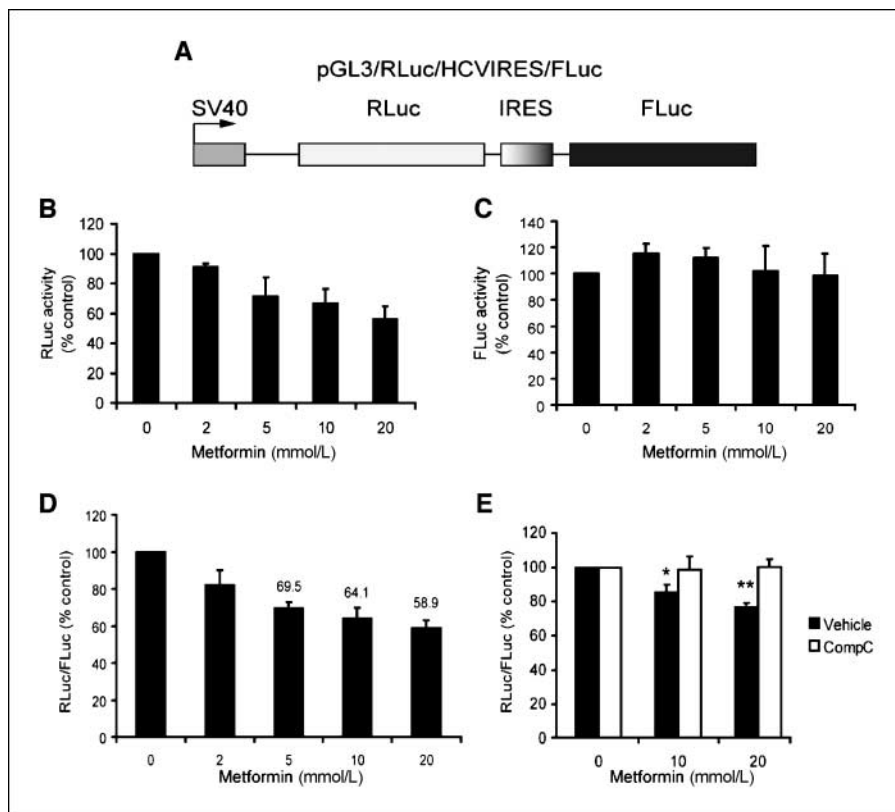 A
pGL3/RLuc/HCVIRES/FLuc
SV40 RLuc IRES FLuc
B
RLuc activity
(% control)
120
100
80
60
40
20
0
0 2 5 10 20
Metformin (mmol/L)
C
FLuc activity
(% control)
140
120
100
80
60
40
20
0
0 2 5 10 20
Metformin (mmol/L)
D
RLuc/FLuc (% control)
120
100
80
60
40
20
0
69.5
64.1
58.9
0 2 5 10 20
Metformin (mmol/L)
E
RLuc/FLuc (% control)
120
100
80
60
40
20
0
*
**
0 10 20
Metformin (mmol/L)
Vehicle
CompC